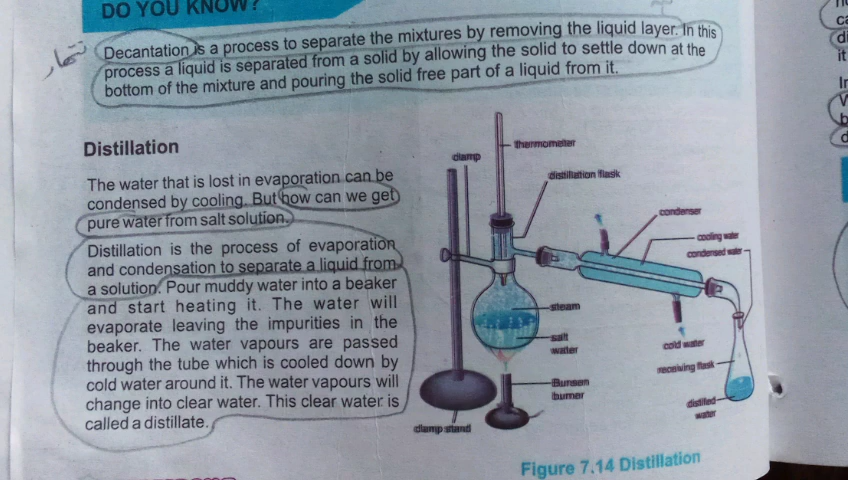 DO YOU KNOW?
Decantation is a process to separate the mixtures by removing the liquid layer. In this
process a liquid is separated from a solid by allowing the solid to settle down at the
bottom of the mixture and pouring the solid free part of a liquid from it.
Distillation
The water that is lost in evaporation can be
condensed by cooling. But how can we get
pure water from salt solution.
Distillation is the process of evaporation
and condensation to separate a liquid from
a solution. Pour muddy water into a beaker
and start heating it. The water will
evaporate leaving the impurities in the
beaker. The water vapours are passed
through the tube which is cooled down by
cold water around it. The water vapours will
change into clear water. This clear water is
called a distillate.
thermometer
clamp
distillation flask
condenser
cooling water
condensed water
steam
salt
water
cold water
receiving flask
Bunsen
burner
distilled
water
clamp stand
Figure 7.14 Distillation